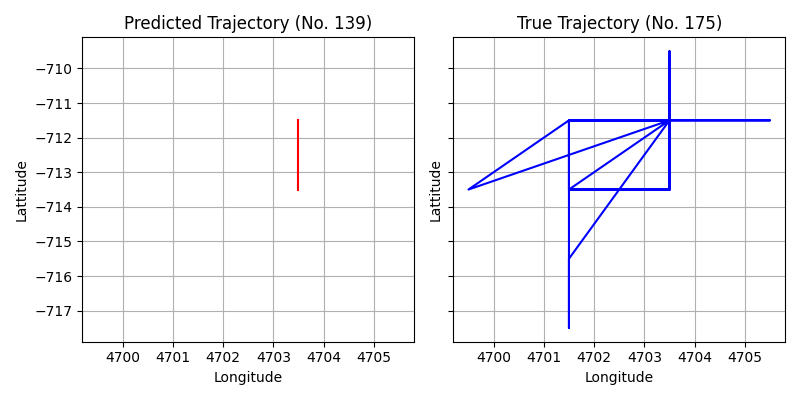 Predicted Trajectory (No. 139)
True Trajectory (No. 175)
−710
−711
−712
−713
−714
−715
−716
−717
Lattitude
Lattitude
4700 4701 4702 4703 4704 4705
4700 4701 4702 4703 4704 4705
Longitude
Longitude